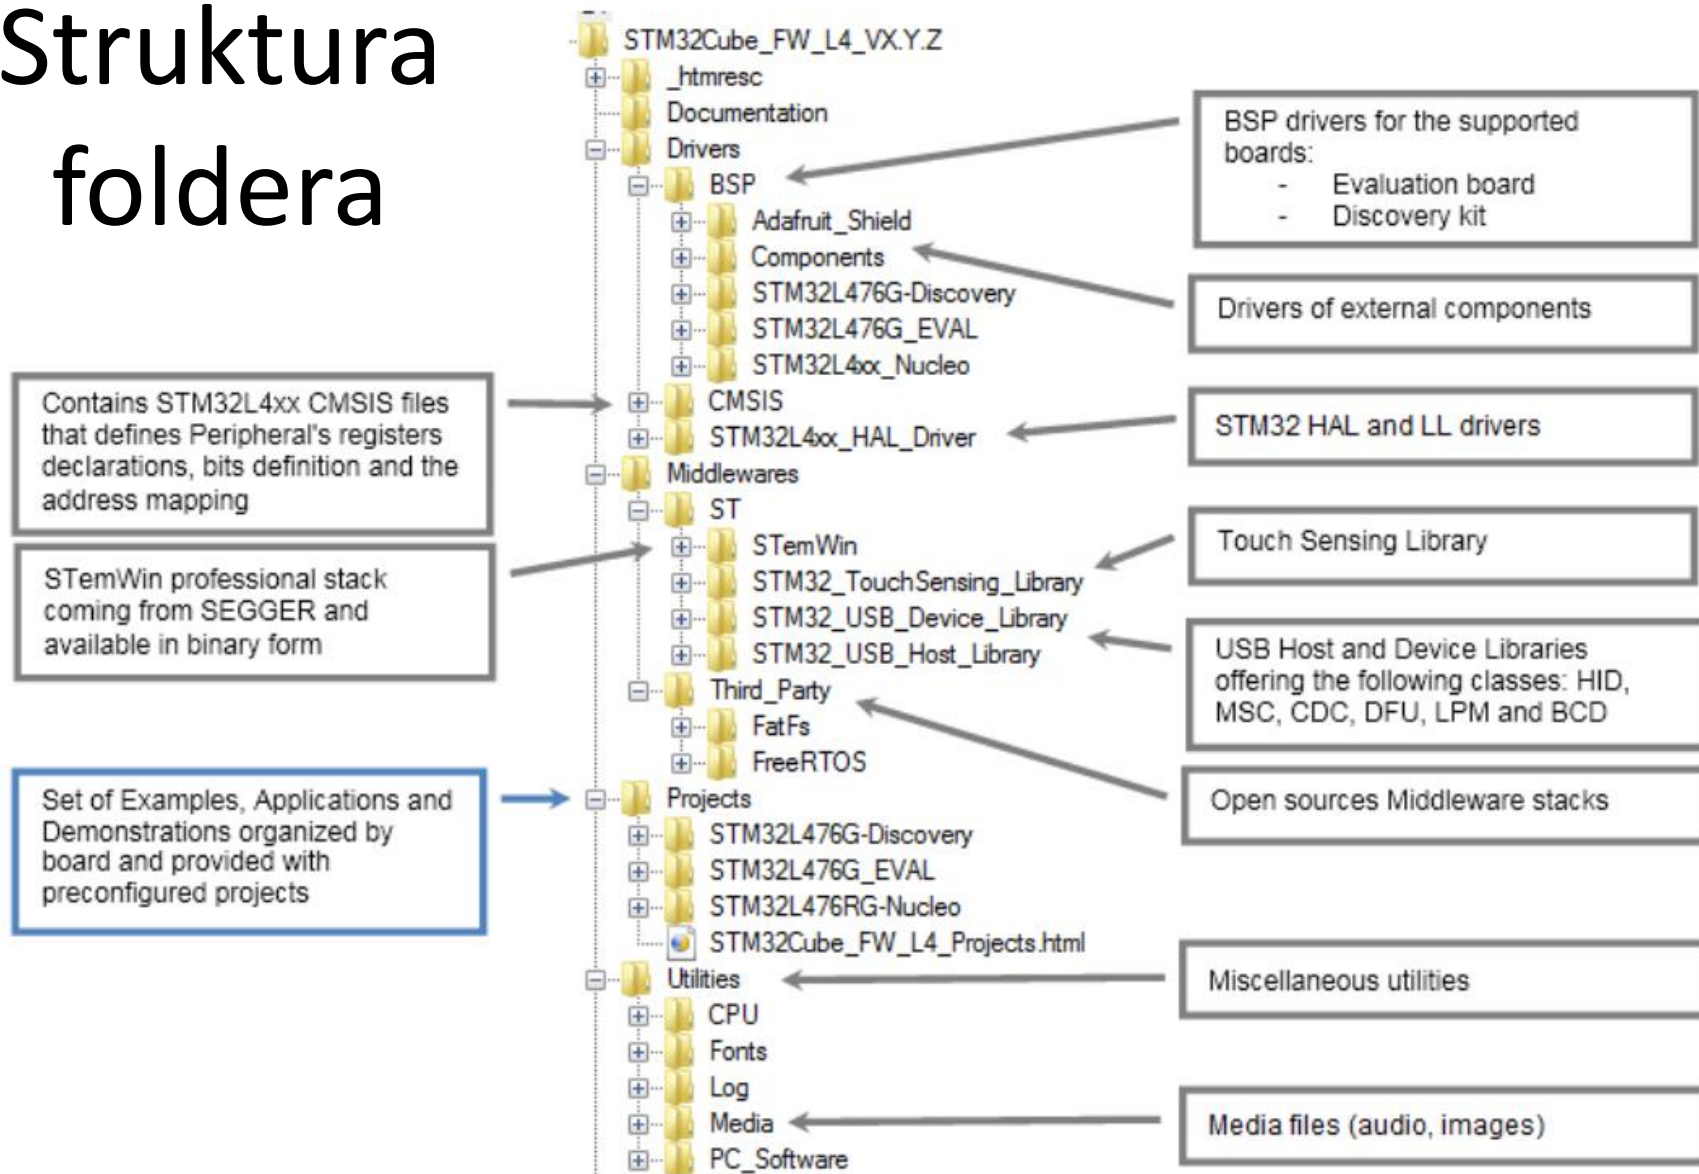 Struktura
foldera
STM32Cube_FW_L4_VX.Y.Z
_htmresc
Documentation
Drivers
BSP
Adafruit_Shield
Components
STM32L476G-Discovery
STM32L476G_EVAL
STM32L4xx_Nucleo
CMSIS
STM32L4xx_HAL_Driver
Middlewares
ST
STemWin
STM32_TouchSensing_Library
STM32_USB_Device_Library
STM32_USB_Host_Library
Third_Party
FatFs
FreeRTOS
Projects
STM32L476G-Discovery
STM32L476G_EVAL
STM32L476RG-Nucleo
STM32Cube_FW_L4_Projects.html
Utilities
CPU
Fonts
Log
Media
PC_Software
Contains STM32L4xx CMSIS files
that defines Peripheral's registers
declarations, bits definition and the
address mapping
STemWin professional stack
coming from SEGGER and
available in binary form
Set of Examples, Applications and
Demonstrations organized by
board and provided with
preconfigured projects
BSP drivers for the supported
boards:
- Evaluation board
- Discovery kit
Drivers of external components
STM32 HAL and LL drivers
Touch Sensing Library
USB Host and Device Libraries
offering the following classes: HID,
MSC, CDC, DFU, LPM and BCD
Open sources Middleware stacks
Miscellaneous utilities
Media files (audio, images)